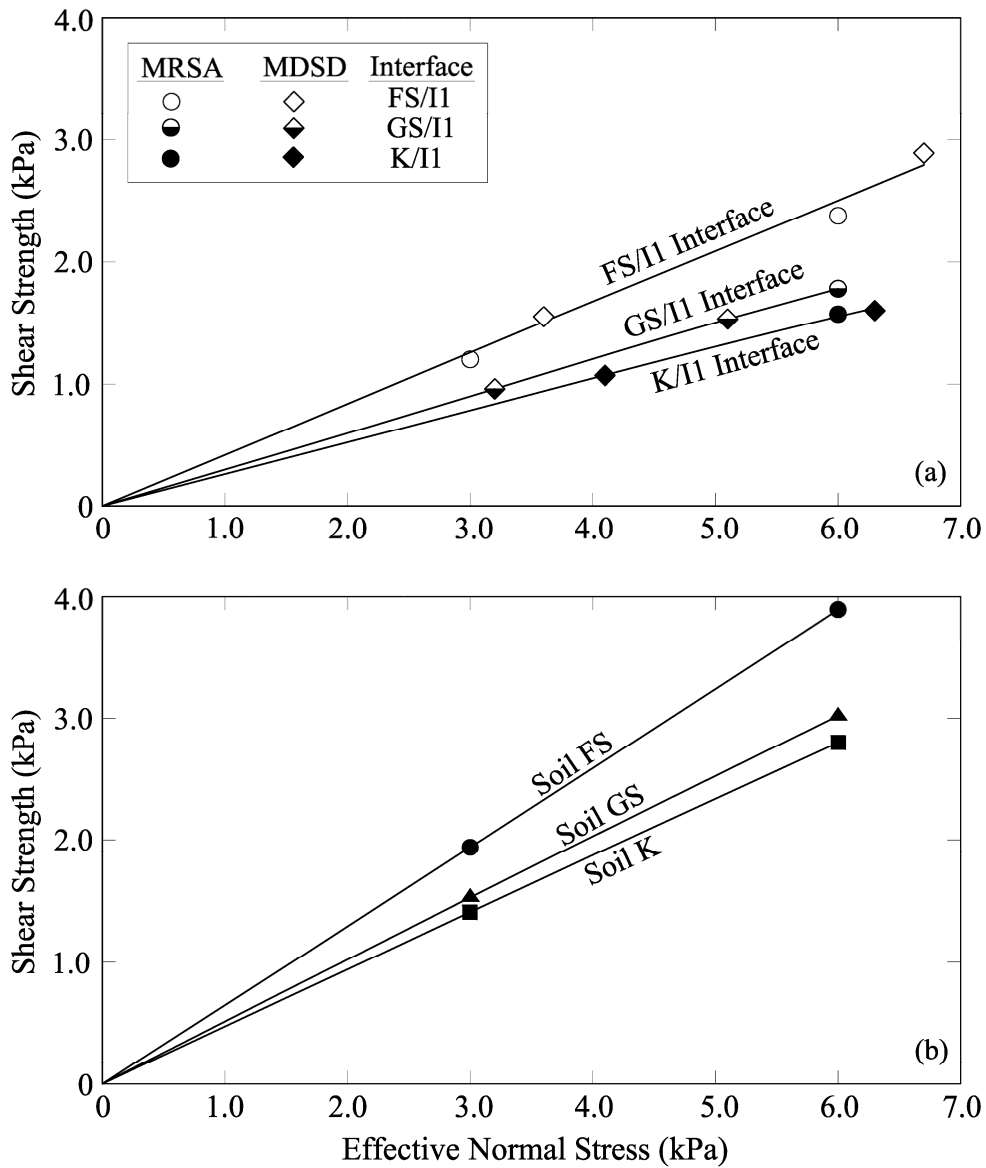 4.0
MRSA MDSD Interface
FS/I1
GS/I1
K/I1
3.0
2.0
1.0
0
Shear Strength (kPa)
FS/I1 Interface
GS/I1 Interface
K/I1 Interface
(a)
0 1.0 2.0 3.0 4.0 5.0 6.0 7.0
4.0
3.0
2.0
1.0
0
Shear Strength (kPa)
Soil FS
Soil GS
Soil K
(b)
0 1.0 2.0 3.0 4.0 5.0 6.0 7.0
Effective Normal Stress (kPa)